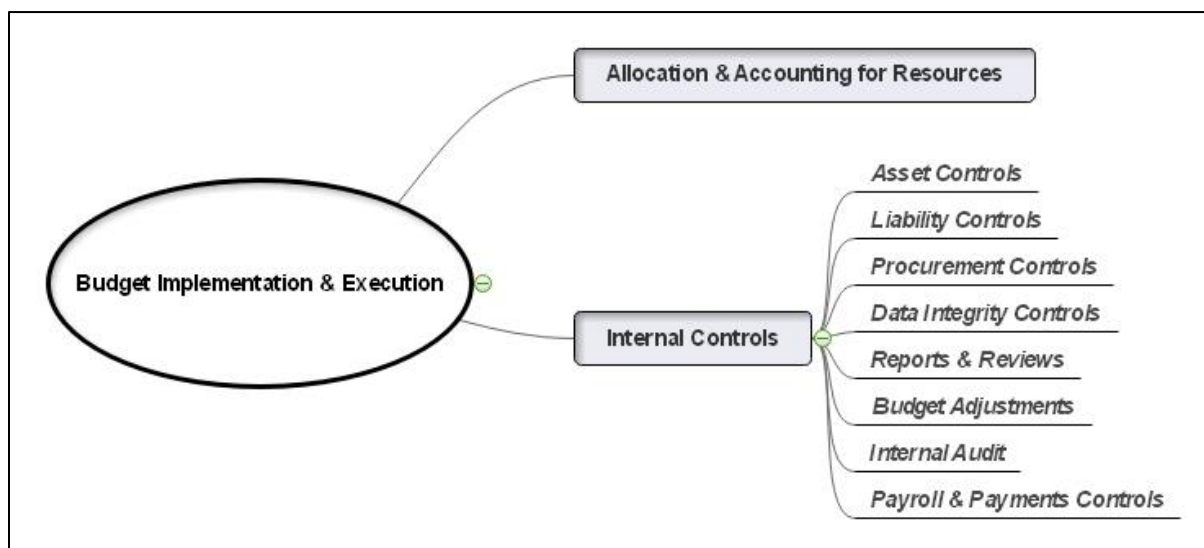 Allocation & Accounting for Resources
Asset Controls
Liability Controls
Procurement Controls
Budget Implementation & Execution
Data Integrity Controls
Internal Controls
Reports & Reviews
Budget Adjustments
Internal Audit
Payroll & Payments Controls